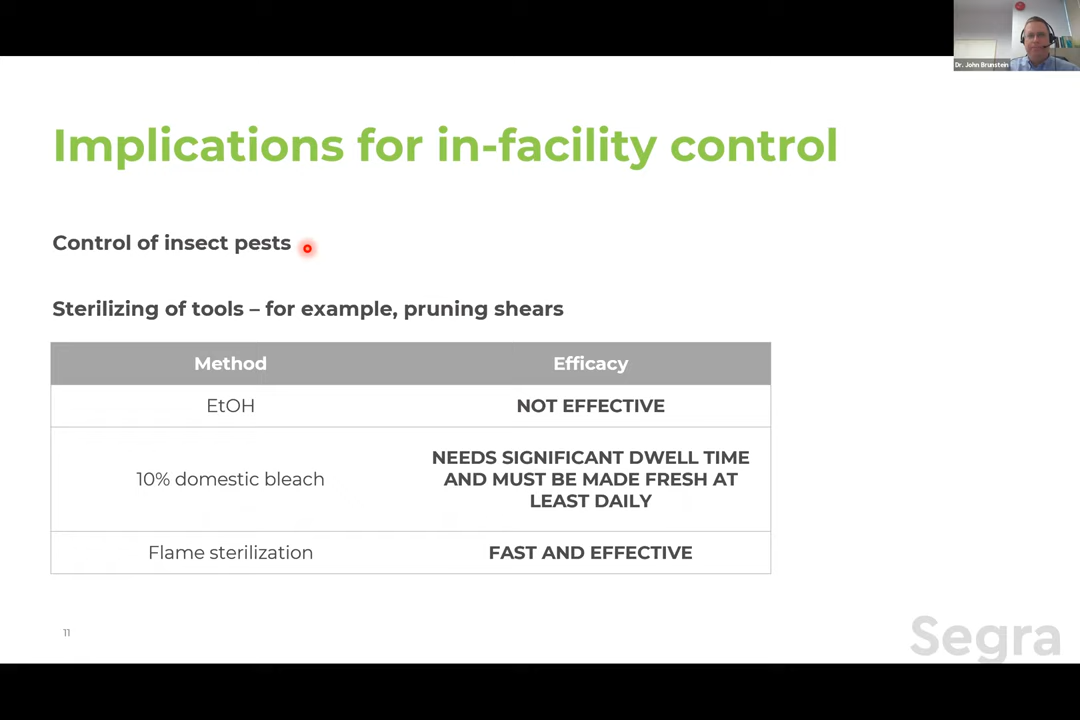 Dr. John Brunstein
Implications for in-facility control
Control of insect pests
Sterilizing of tools – for example, pruning shears
Method Efficacy
EtOH NOT EFFECTIVE
10% domestic bleach NEEDS SIGNIFICANT DWELL TIME
AND MUST BE MADE FRESH AT
LEAST DAILY
Flame sterilization FAST AND EFFECTIVE
11
Segra